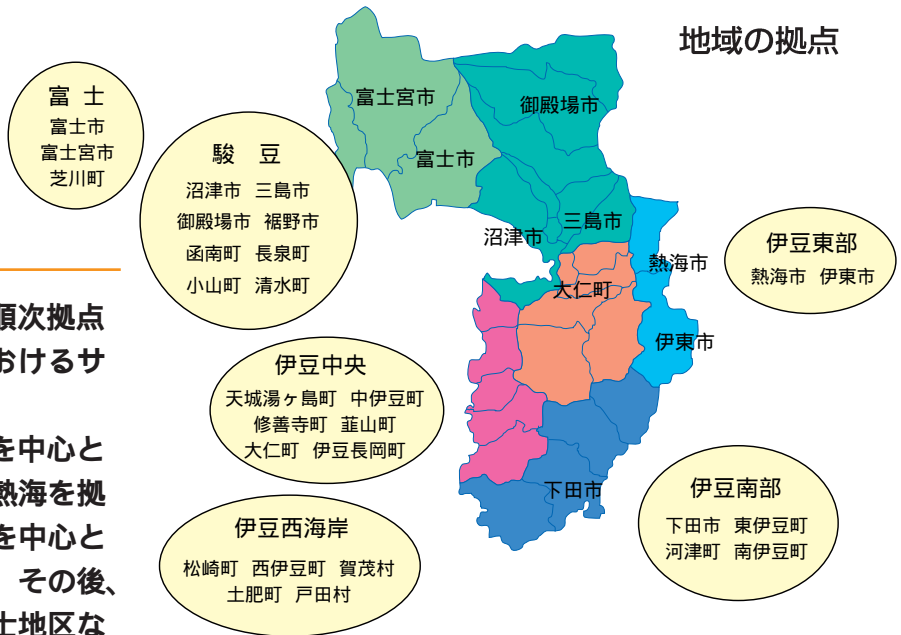 地域の拠点
富 士
富士市
富士宮市
芝川町
駿 豆
沼津市 三島市
御殿場市 裾野市
函南町 長泉町
小山町 清水町
富士宮市
御殿場市
富士市
三島市
沼津市
熱海市
大仁町
伊東市
下田市
伊豆東部
熱海市 伊東市
伊豆中央
天城湯ヶ島町 中伊豆町
修善寺町 韮山町
大仁町 伊豆長岡町
伊豆西海岸
松崎町 西伊豆町 賀茂村
土肥町 戸田村
伊豆南部
下田市 東伊豆町
河津町 南伊豆町
順次拠点
おけるサ
を中心と
熱海を拠
を中心と
その後、
士地区な